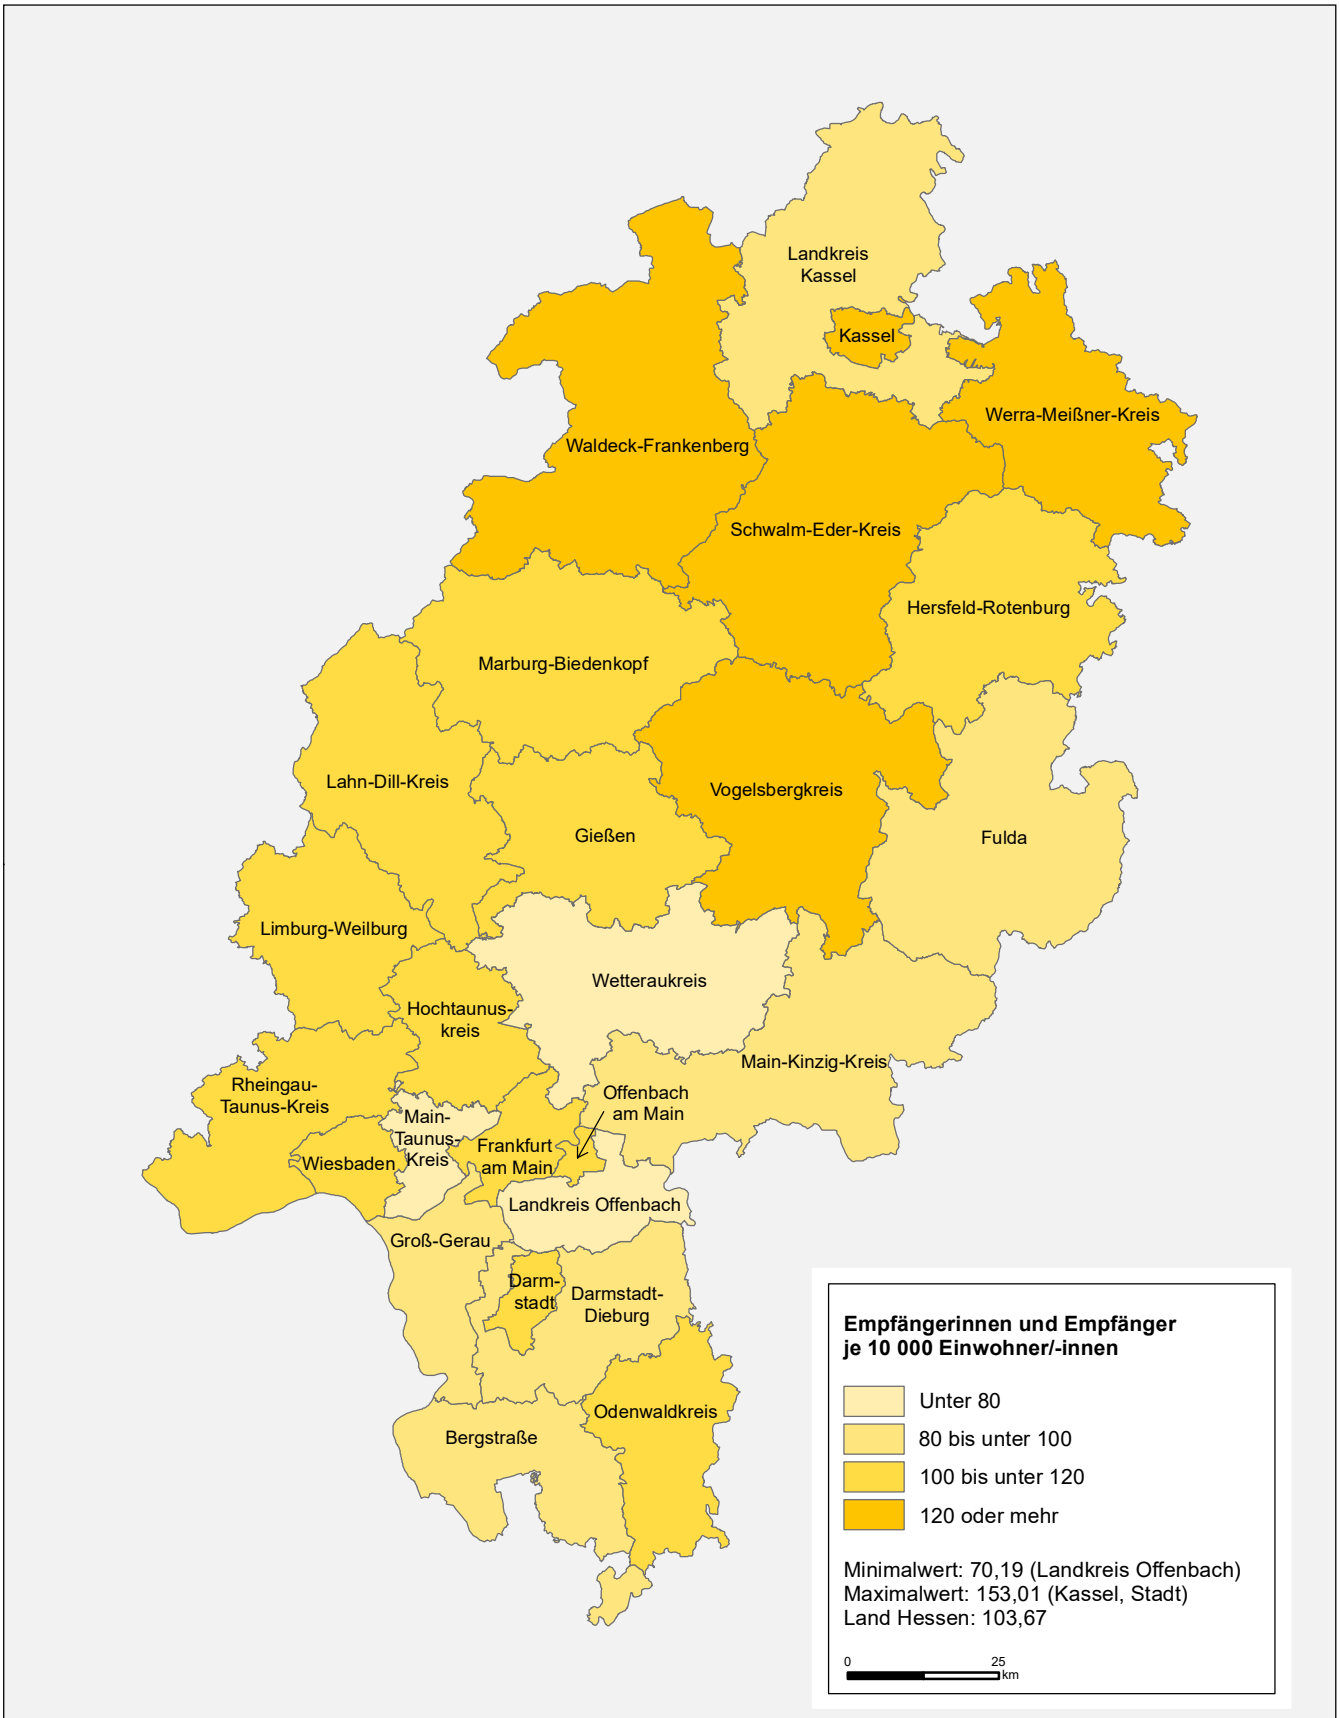 Landkreis
Kassel
Kassel
Werra-Meißner-Kreis
Waldeck-Frankenberg
Schwalm-Eder-Kreis
Hersfeld-Rotenburg
Marburg-Biedenkopf
Lahn-Dill-Kreis
Vogelsbergkreis
Gießen
Fulda
Limburg-Weilburg
Wetteraukreis
Hochtaunus-
kreis
Main-Kinzig-Kreis
Rheingau-
Taunus-Kreis
Offenbach
am Main
Main-
Taunus-
Kreis
Frankfurt
am Main
Wiesbaden
Landkreis Offenbach
Groß-Gerau
Darm-
stadt
Darmstadt-
Dieburg
Odenwaldkreis
Bergstraße
Empfängerinnen und Empfänger
je 10 000 Einwohner/-innen
Unter 80
80 bis unter 100
100 bis unter 120
120 oder mehr
Minimalwert: 70,19 (Landkreis Offenbach)
Maximalwert: 153,01 (Kassel, Stadt)
Land Hessen: 103,67
0 25
km